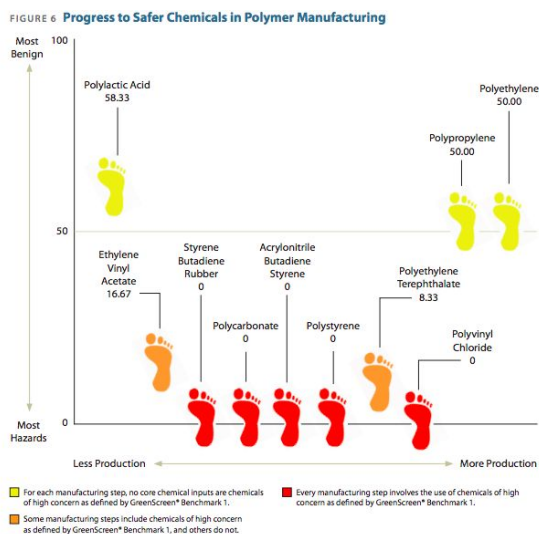 FIGURE 6 Progress to Safer Chemicals in Polymer Manufacturing
Most
Benign
100
Polylactic Acid
58.33
Polyethylene
50.00
Polypropylene
50.00
50
Ethylene
Vinyl
Acetate
16.67
Styrene
Butadiene
Rubber
0
Acrylonitrile
Butadiene
Styrene
0
Polyethylene
Terephthalate
8.33
Polycarbonate
0
Polystyrene
0
Polyvinyl
Chloride
0
Most
Hazards
0
Less Production
More Production
For each manufacturing step, no core chemical inputs are chemicals
of high concern as defined by GreenScreen® Benchmark 1.
Every manufacturing step involves the use of chemicals of high
concern as defined by GreenScreen® Benchmark 1.
Some manufacturing steps include chemicals of high concern
as defined by GreenScreen® Benchmark 1, and others do not.